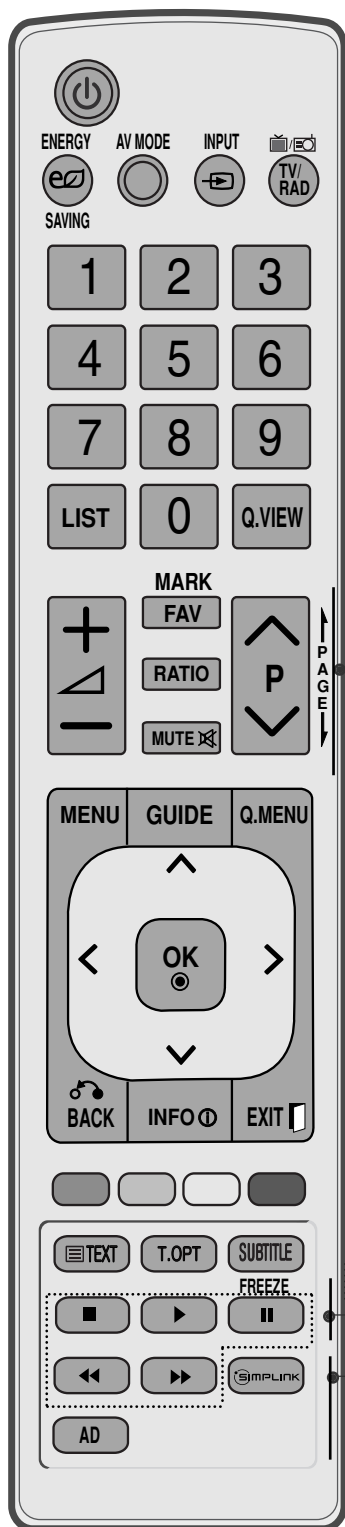 ENERGY AV MODE INPUT
TV/
RAD
SAVING
1 2 3
4 5 6
7 8 9
LIST 0 Q.VIEW
MARK
FAV
RATIO P
MUTE
PAGE
MENU GUIDE Q.MENU
OK
BACK INFO EXIT
TEXT T.OPT SUBTITLE
FREEZE
SIMPLINK
AD